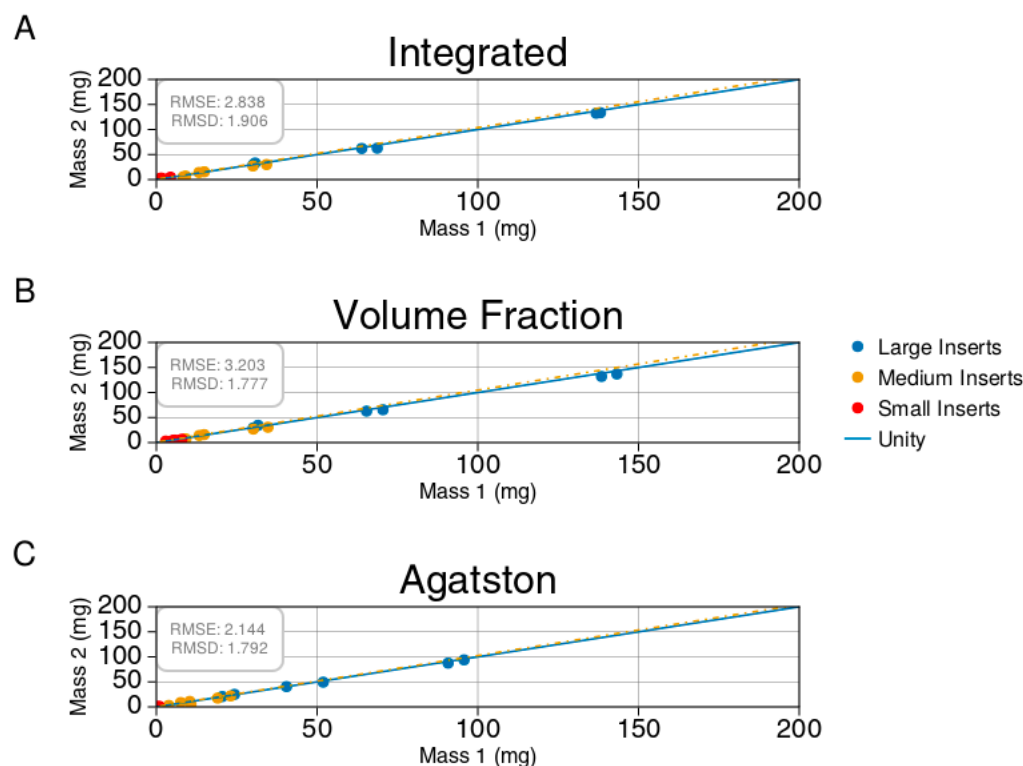 A
Integrated
Mass 2 (mg)
200
150
100
50
0
RMSE: 2.838
RMSD: 1.906
0 50 100 150 200
Mass 1 (mg)
B
Volume Fraction
Mass 2 (mg)
200
150
100
50
0
RMSE: 3.203
RMSD: 1.777
0 50 100 150 200
Mass 1 (mg)
Large Inserts
Medium Inserts
Small Inserts
Unity
C
Agatston
Mass 2 (mg)
200
150
100
50
0
RMSE: 2.144
RMSD: 1.792
0 50 100 150 200
Mass 1 (mg)